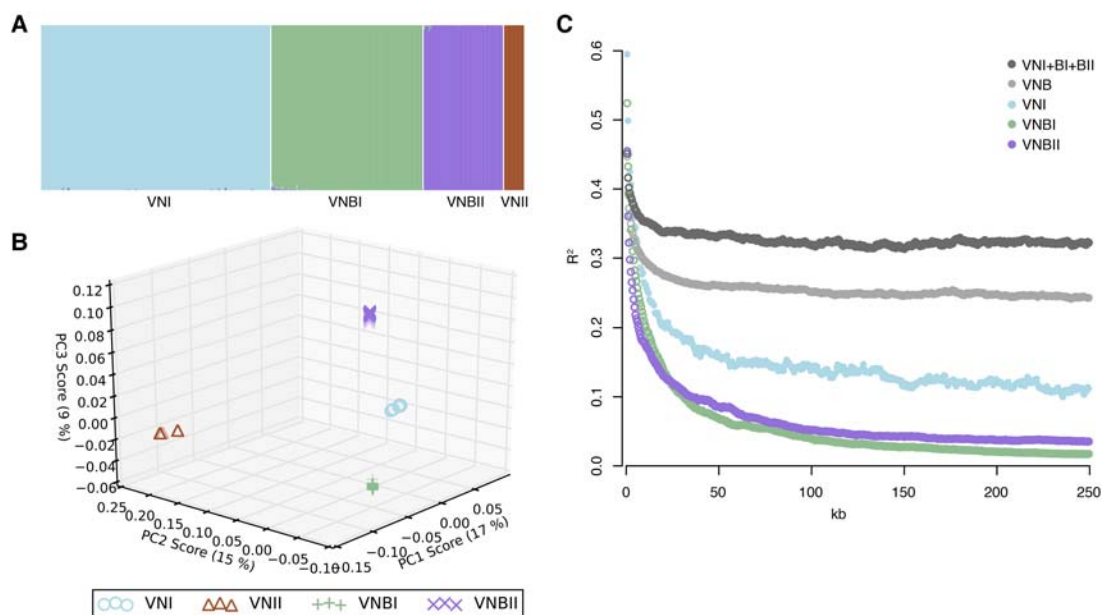 A
VNI VNBI VNBII VNII
B
0.12
0.10
0.08
0.06
0.04
0.02
0.00
−0.02
−0.04
−0.06
PC3 Score (9 %)
0.25
0.20
0.15
0.10
0.05
0.00
−0.05
−0.10
PC2 Score (15 %)
−0.15
−0.10
−0.05
0.00
0.05
PC1 Score (17 %)
VNI VNII VNBI VNBII
C
0.6
0.5
0.4
0.3
0.2
0.1
0.0
R²
0 50 100 150 200 250
kb
VNI+BI+BII
VNB
VNI
VNBI
VNBII